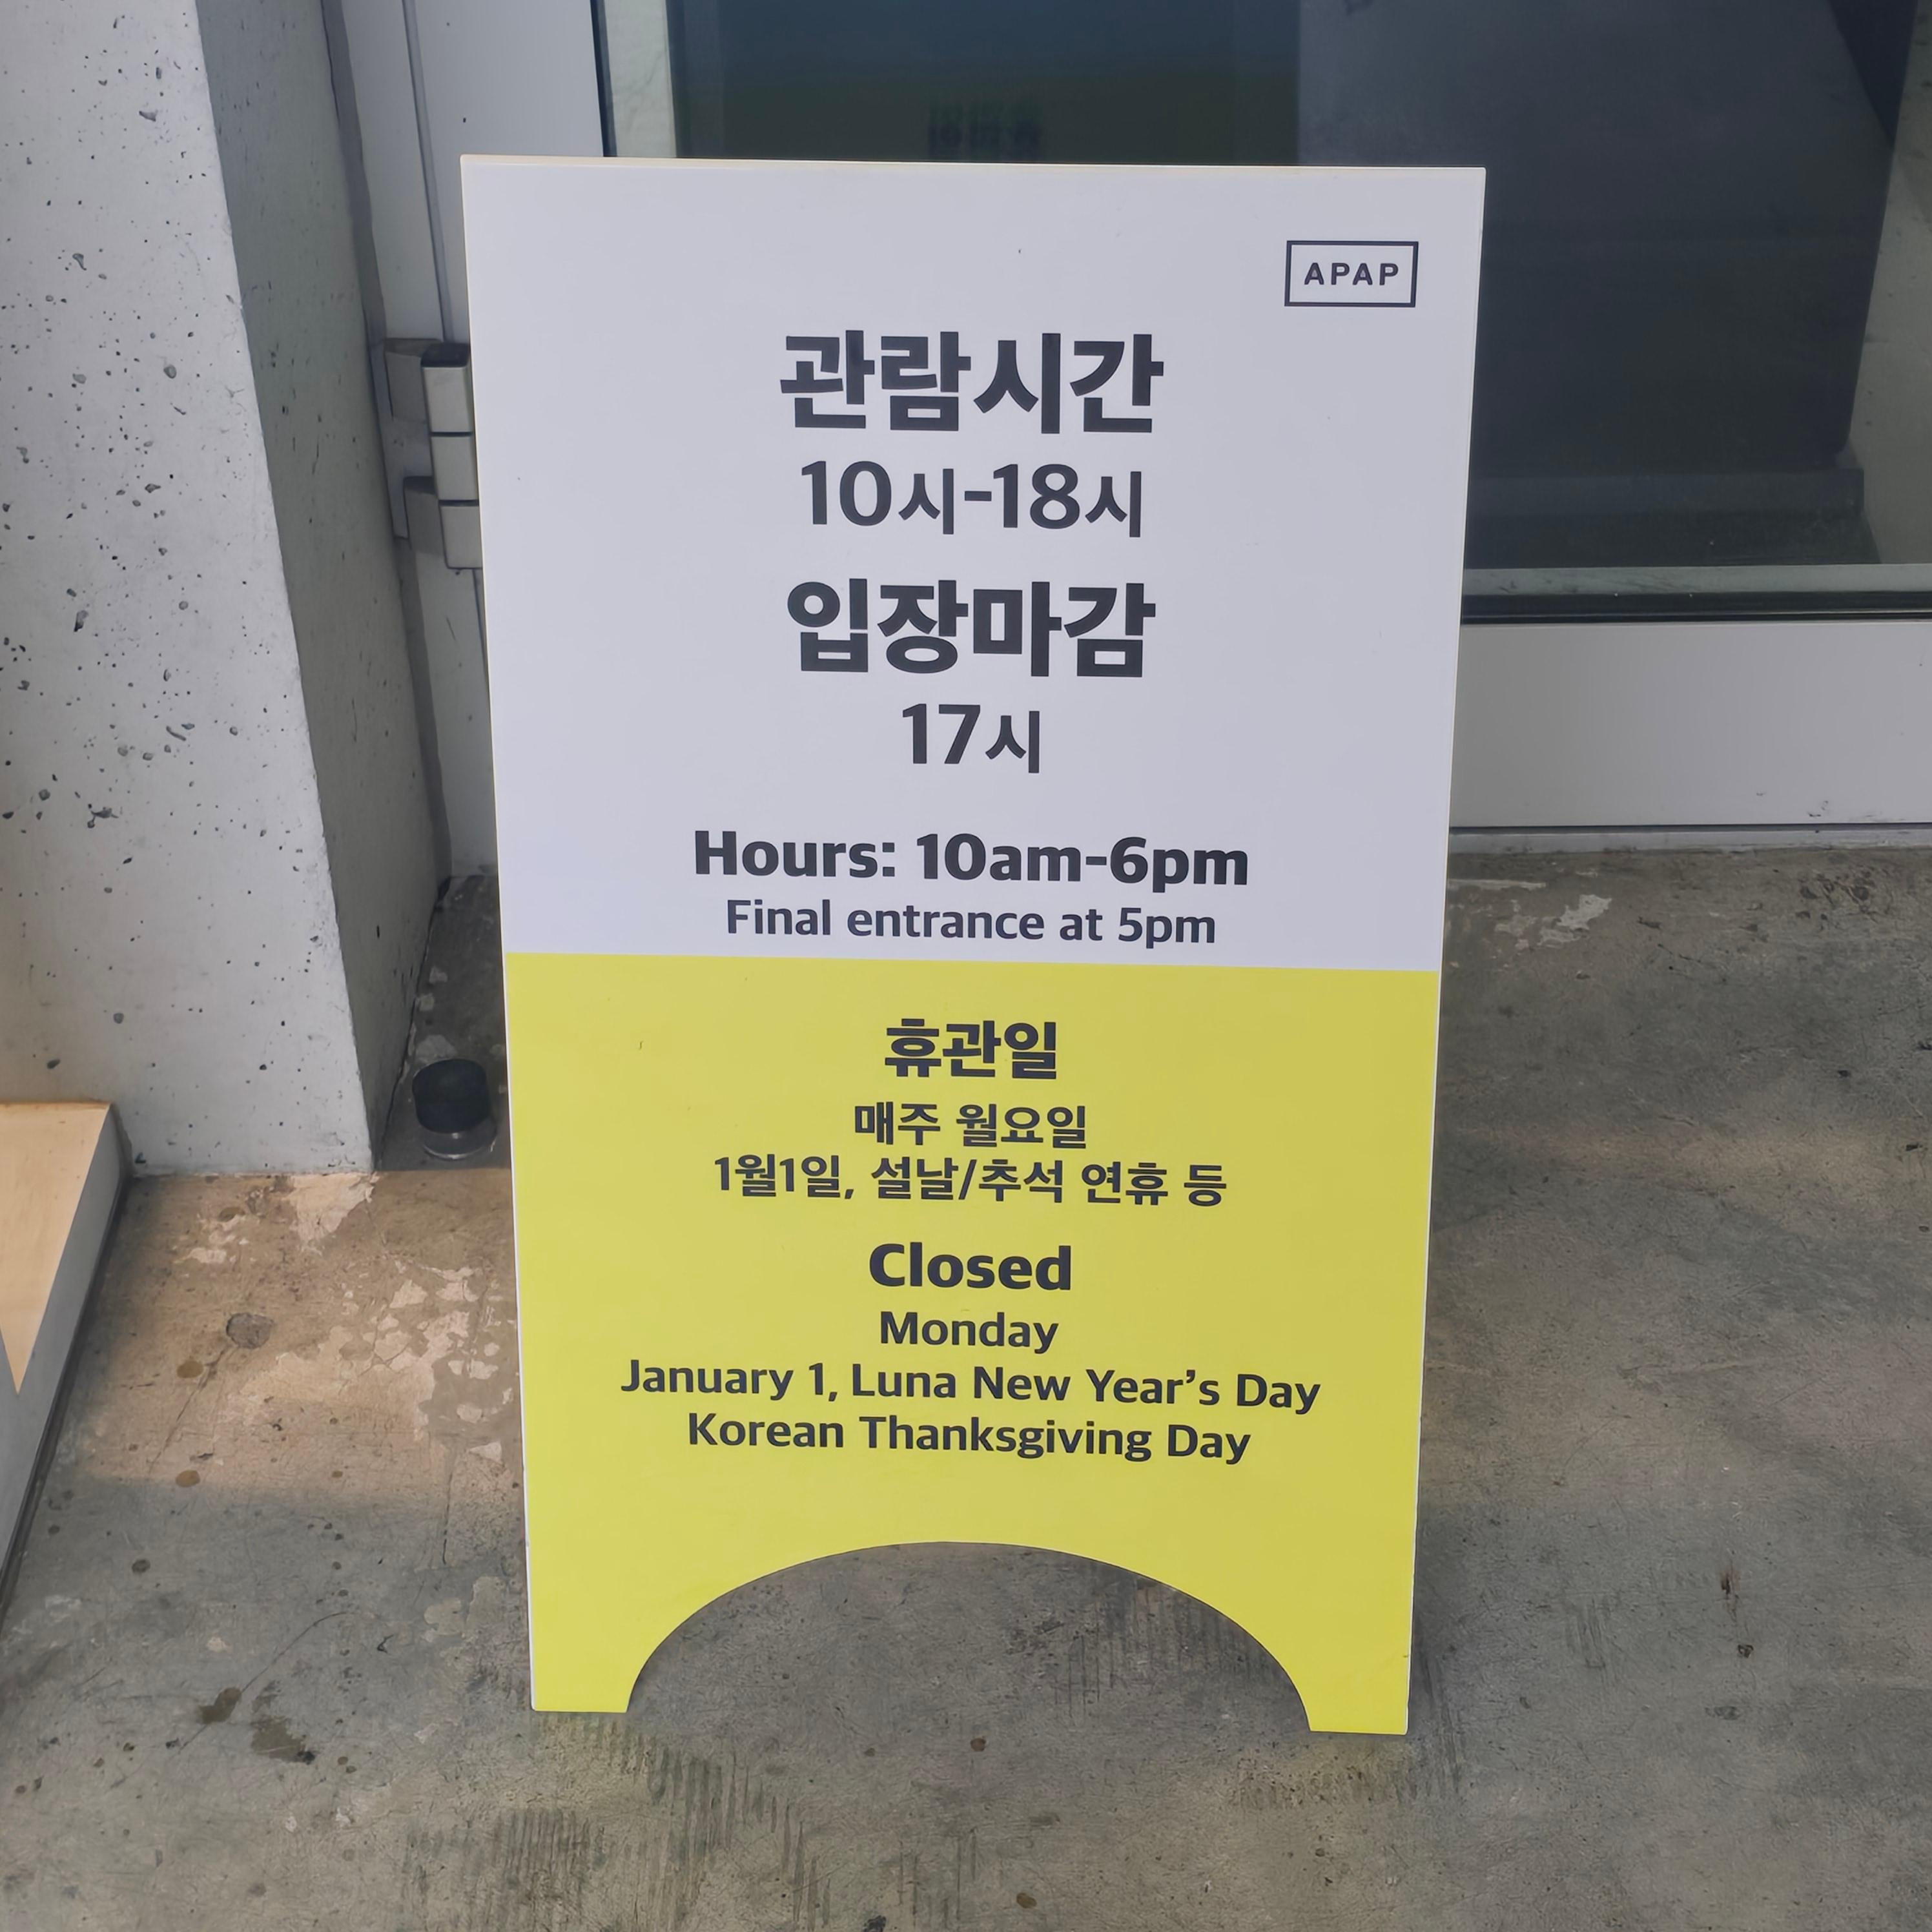 APAP
관람시간
10시-18시
입장마감
17시
Hours: 10am-6pm
Final entrance at 5pm
휴관일
매주 월요일
1월1일, 설날/추석 연휴 등
Closed
Monday
January 1, Luna New Year’s Day
Korean Thanksgiving Day